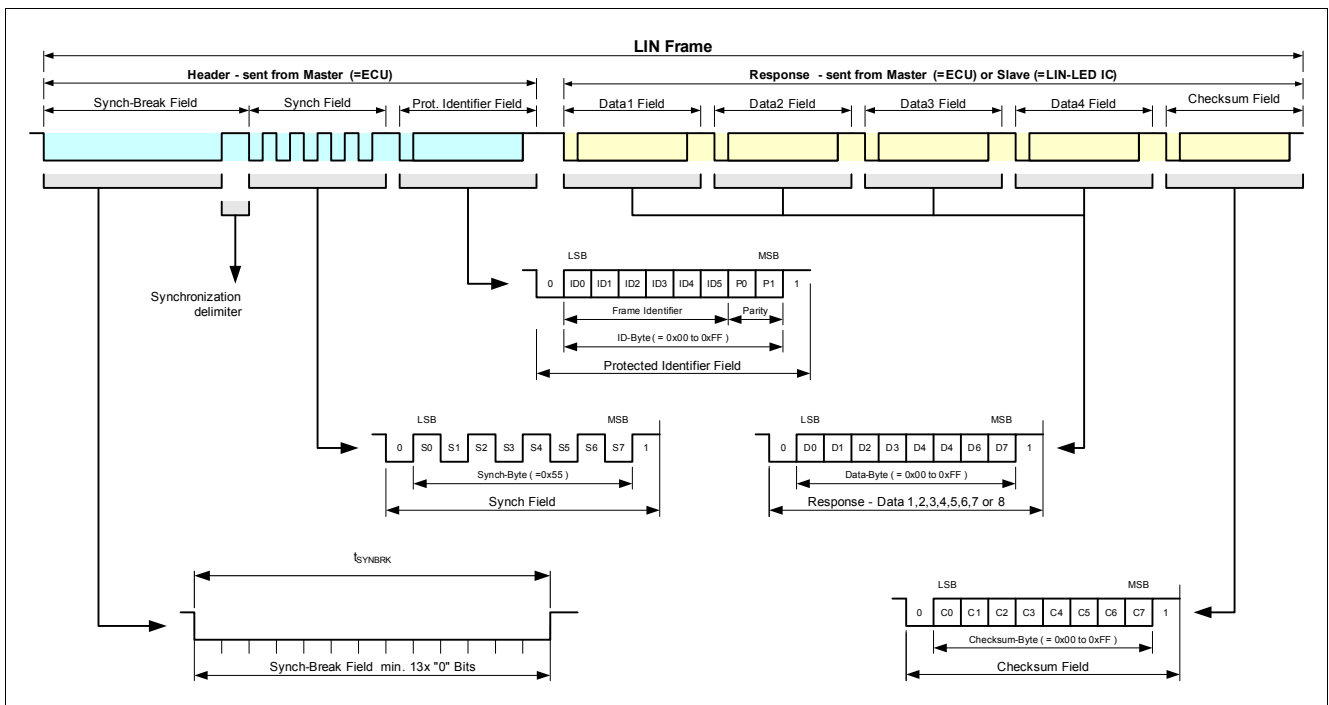 LIN Frame
Header - sent from Master (=ECU)
Response - sent from Master (=ECU) or Slave (=LIN-LED IC)
Synch-Break Field
Synch Field
Prot. Identifier Field
Data1 Field
Data2 Field
Data3 Field
Data4 Field
Checksum Field
Synchronization
delimiter
LSB MSB
0 ID0 ID1 ID2 ID3 ID4 ID5 P0 P1 1
Frame Identifier Parity
ID-Byte ( = 0x00 to 0xFF )
Protected Identifier Field
LSB MSB
0 S0 S1 S2 S3 S4 S5 S6 S7 1
Synch-Byte ( =0x55 )
Synch Field
LSB MSB
0 D0 D1 D2 D3 D4 D4 D6 D7 1
Data-Byte ( = 0x00 to 0xFF )
Response - Data 1,2,3,4,5,6,7 or 8
tSYNBRK
Synch-Break Field min. 13x "0" Bits
LSB MSB
0 C0 C1 C2 C3 C4 C5 C6 C7 1
Checksum-Byte ( = 0x00 to 0xFF )
Checksum Field